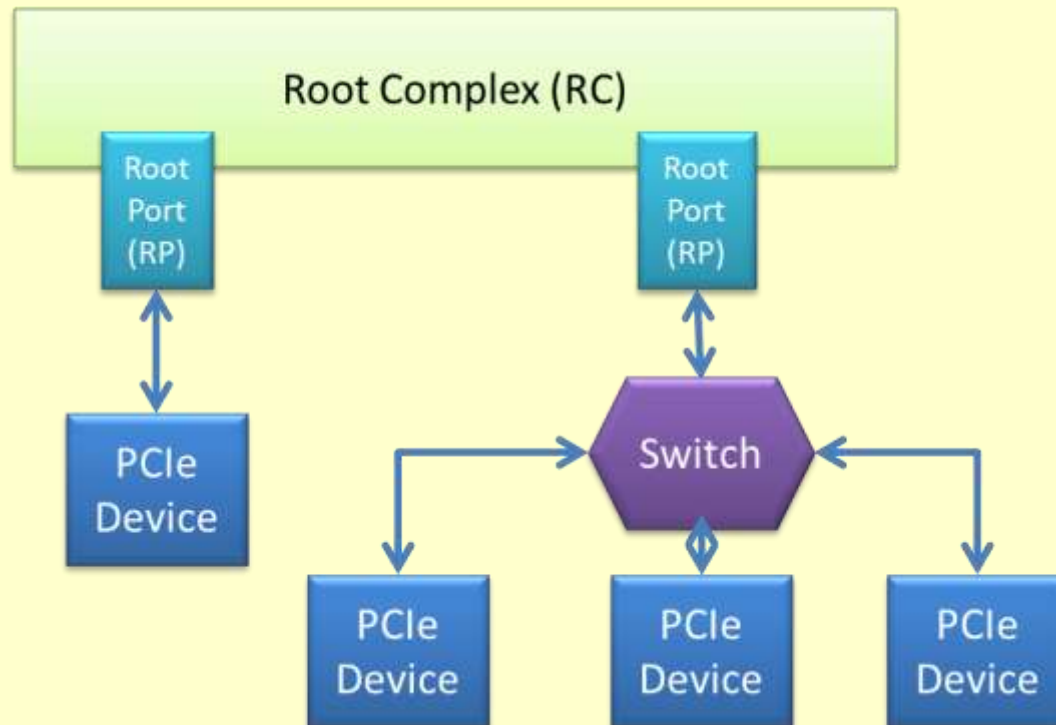 Root Complex (RC)
Root
Port
(RP)
Root
Port
(RP)
PCIe
Device
Switch
PCIe
Device
PCIe
Device
PCIe
Device